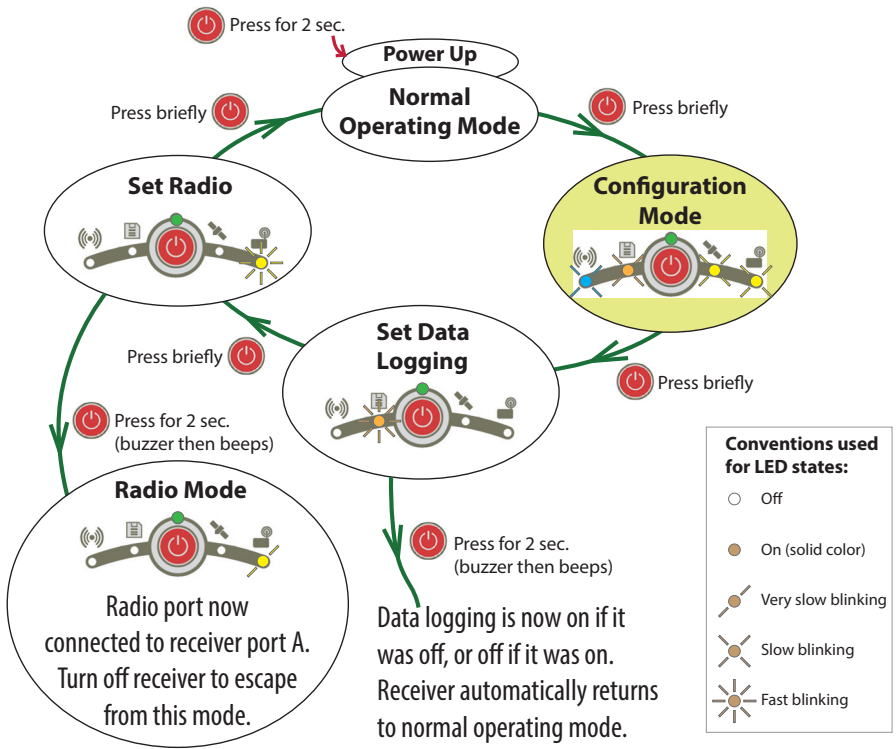 Press for 2 sec.
Power Up
Normal
Operating Mode
Press briefly
Press briefly
Set Radio
Configuration
Mode
Set Data
Logging
Press briefly
Press briefly
Press for 2 sec.
(buzzer then beeps)
Radio Mode
Radio port now
connected to receiver port A.
Turn off receiver to escape
from this mode.
Press for 2 sec.
(buzzer then beeps)
Data logging is now on if it
was off, or off if it was on.
Receiver automatically returns
to normal operating mode.
Conventions used
for LED states:
Off
On (solid color)
Very slow blinking
Slow blinking
Fast blinking